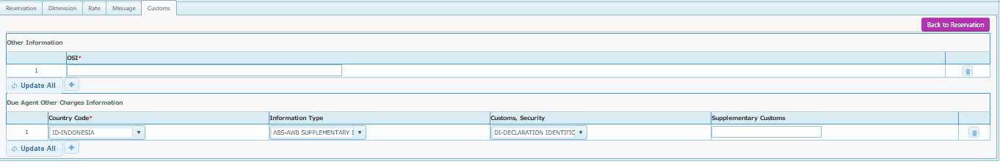 Reservation Dimension Rate Message Customs
Back to Reservation
Other Information
OSI*
1
Update All
Due Agent Other Charges Information
Country Code* Information Type Customs, Security Supplementary Customs
1 ID-INDONESIA ABS-AWB SUPPLEMENTARY I DI-DECLARATION IDENTIFIC
Update All